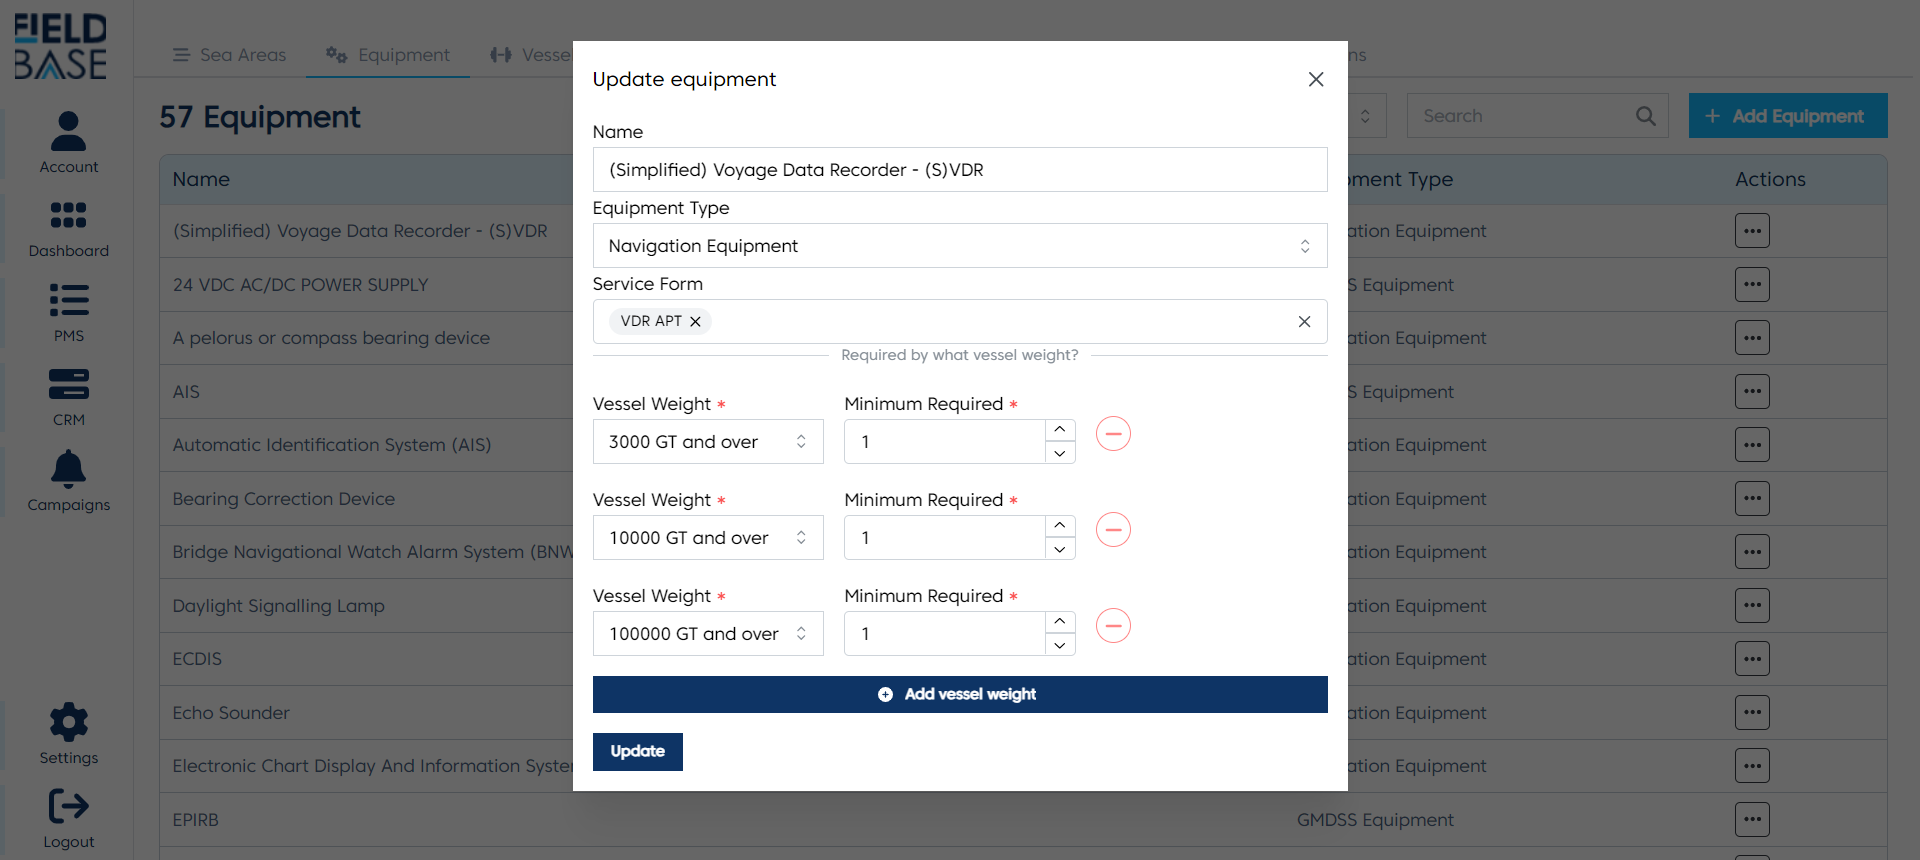 FIELD
BASE
Account
Dashboard
PMS
CRM
Campaigns
Settings
Logout
Sea Areas
Equipment
Vesse
ns
57 Equipment
Search
Add Equipment
Name
ment Type
Actions
(Simplified) Voyage Data Recorder - (S)VDR
ation Equipment
24 VDC AC/DC POWER SUPPLY
S Equipment
A pelorus or compass bearing device
ation Equipment
AIS
S Equipment
Automatic Identification System (AIS)
ation Equipment
Bearing Correction Device
ation Equipment
Bridge Navigational Watch Alarm System (BNW
ation Equipment
Daylight Signalling Lamp
ation Equipment
ECDIS
ation Equipment
Echo Sounder
ation Equipment
Electronic Chart Display And Information Syste
ation Equipment
EPIRB
GMDSS Equipment
Update equipment
Name
(Simplified) Voyage Data Recorder - (S)VDR
Equipment Type
Navigation Equipment
Service Form
VDR APT
Required by what vessel weight?
Vessel Weight *
Minimum Required *
3000 GT and over
1
Vessel Weight *
Minimum Required *
10000 GT and over
1
Vessel Weight *
Minimum Required *
100000 GT and over
1
Add vessel weight
Update